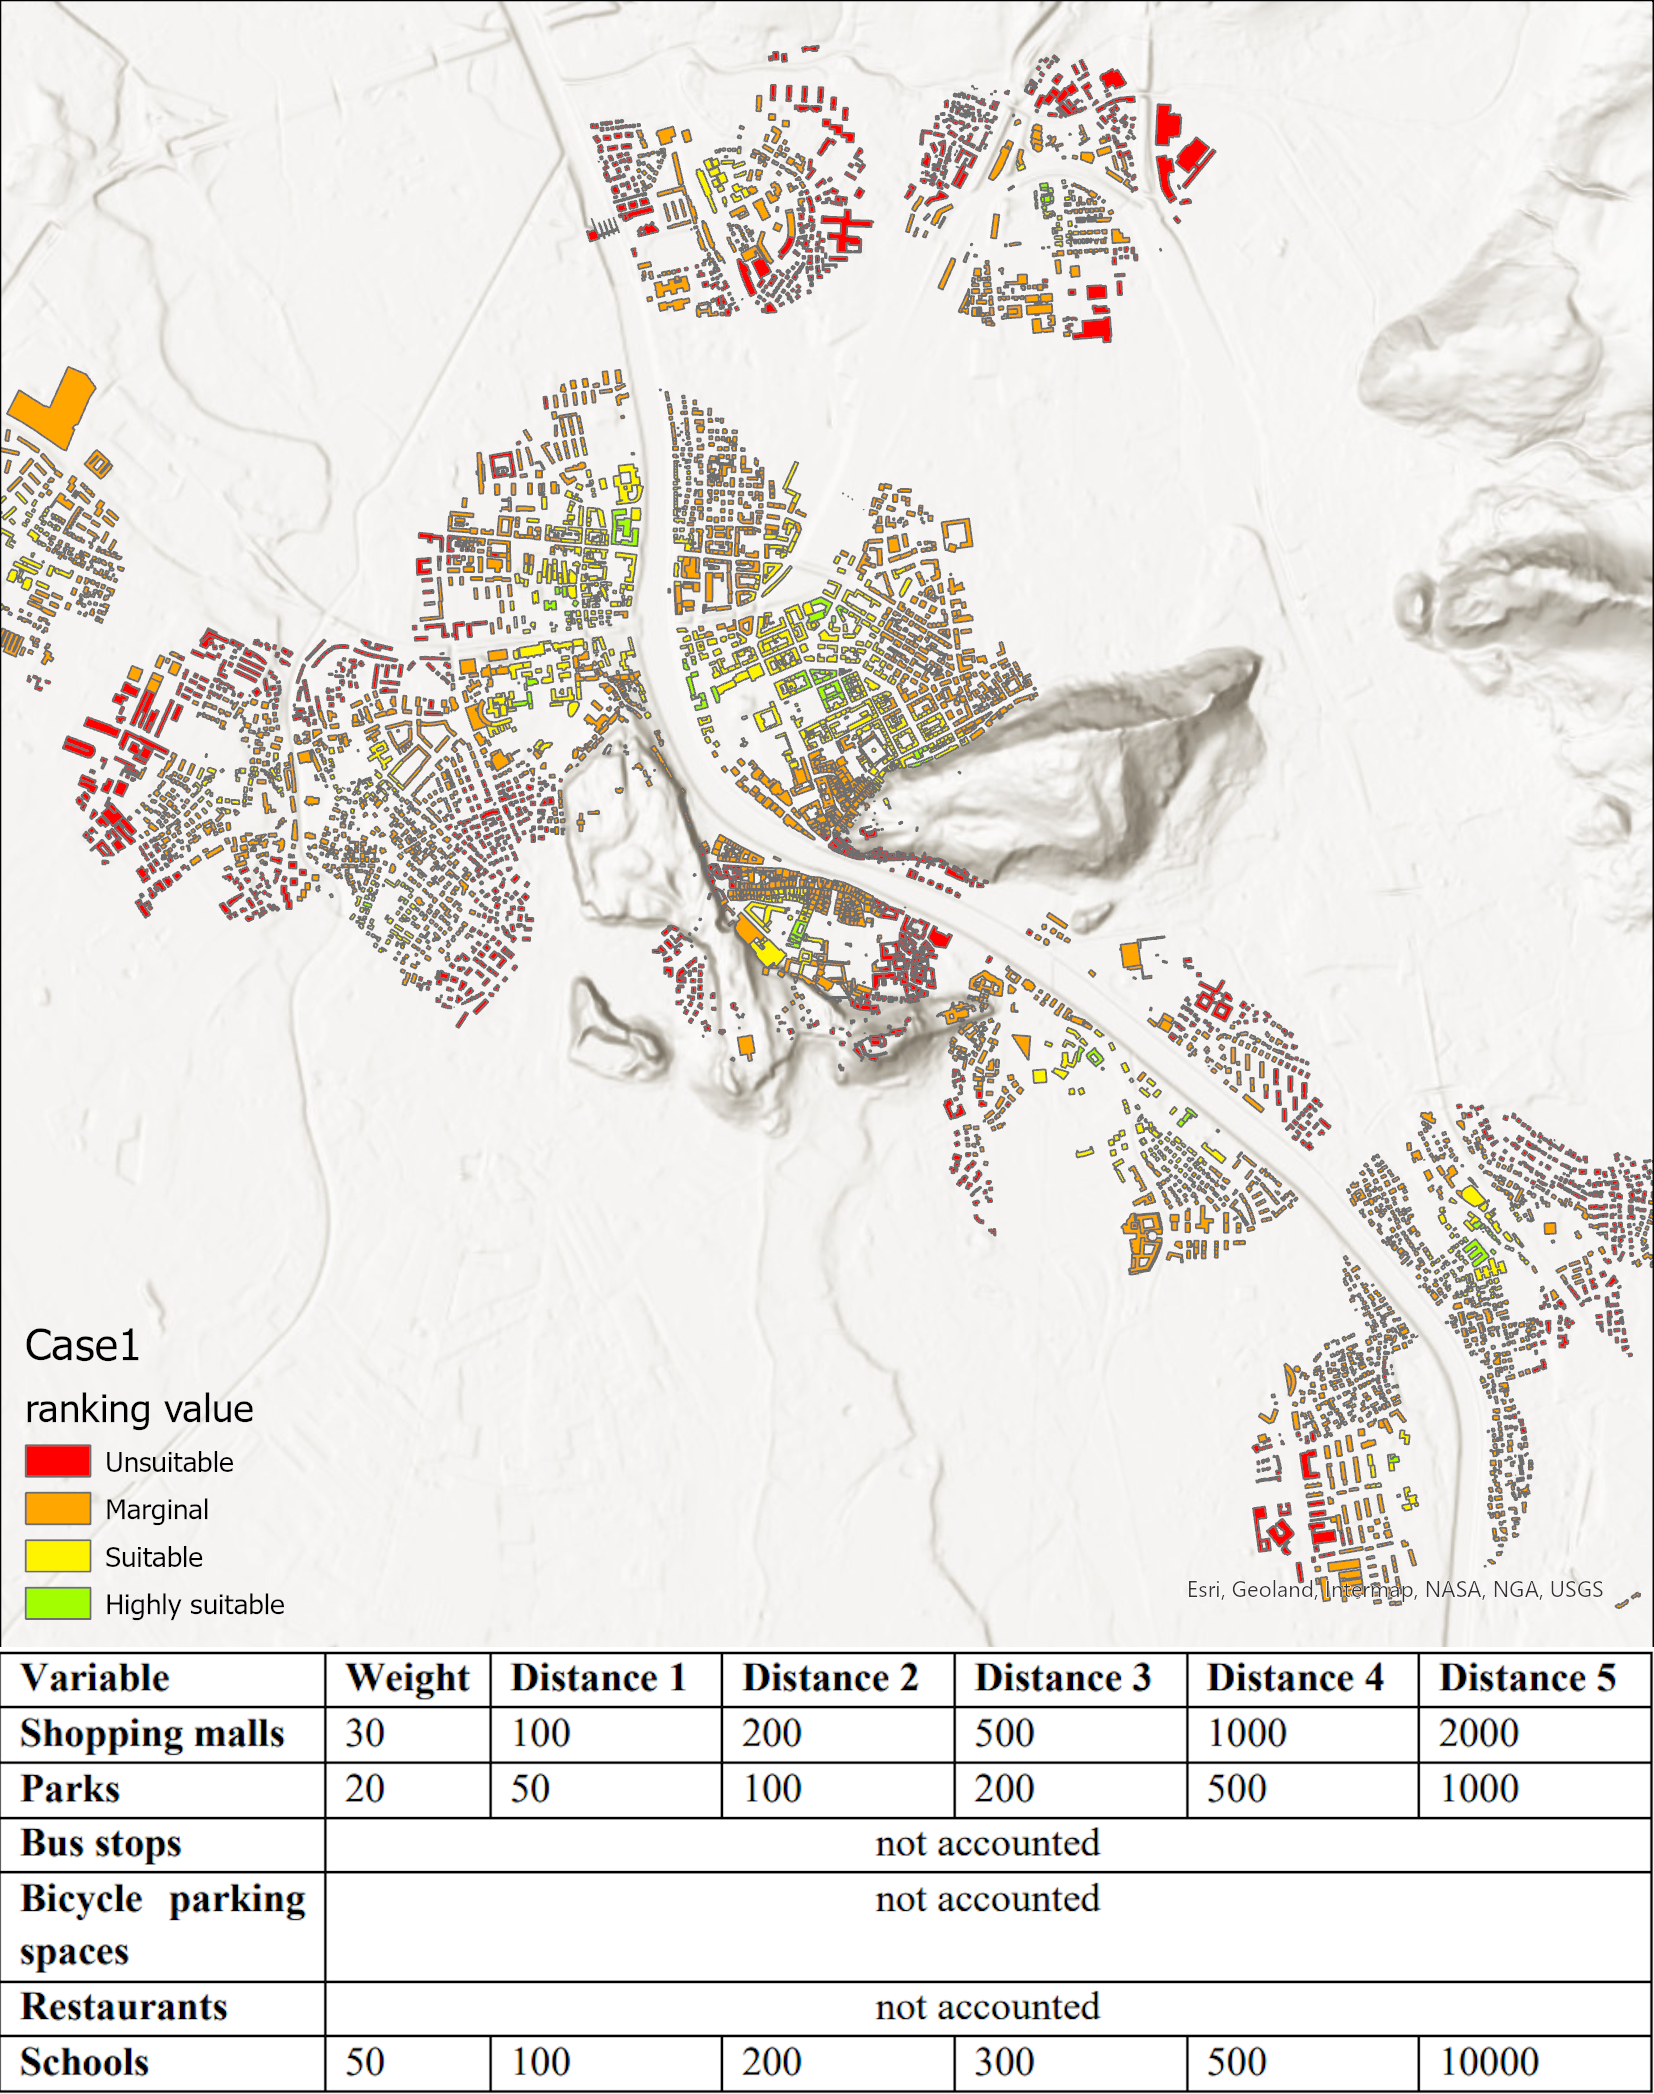 Case1
ranking value
Unsuitable
Marginal
Suitable
Highly suitable
Esri, Geoland, Intermap, NASA, NGA, USGS
Variable Weight Distance 1 Distance 2 Distance 3 Distance 4 Distance 5
Shopping malls 30 100 200 500 1000 2000
Parks 20 50 100 200 500 1000
Bus stops not accounted
Bicycle parking not accounted
spaces
Restaurants not accounted
Schools 50 100 200 300 500 10000